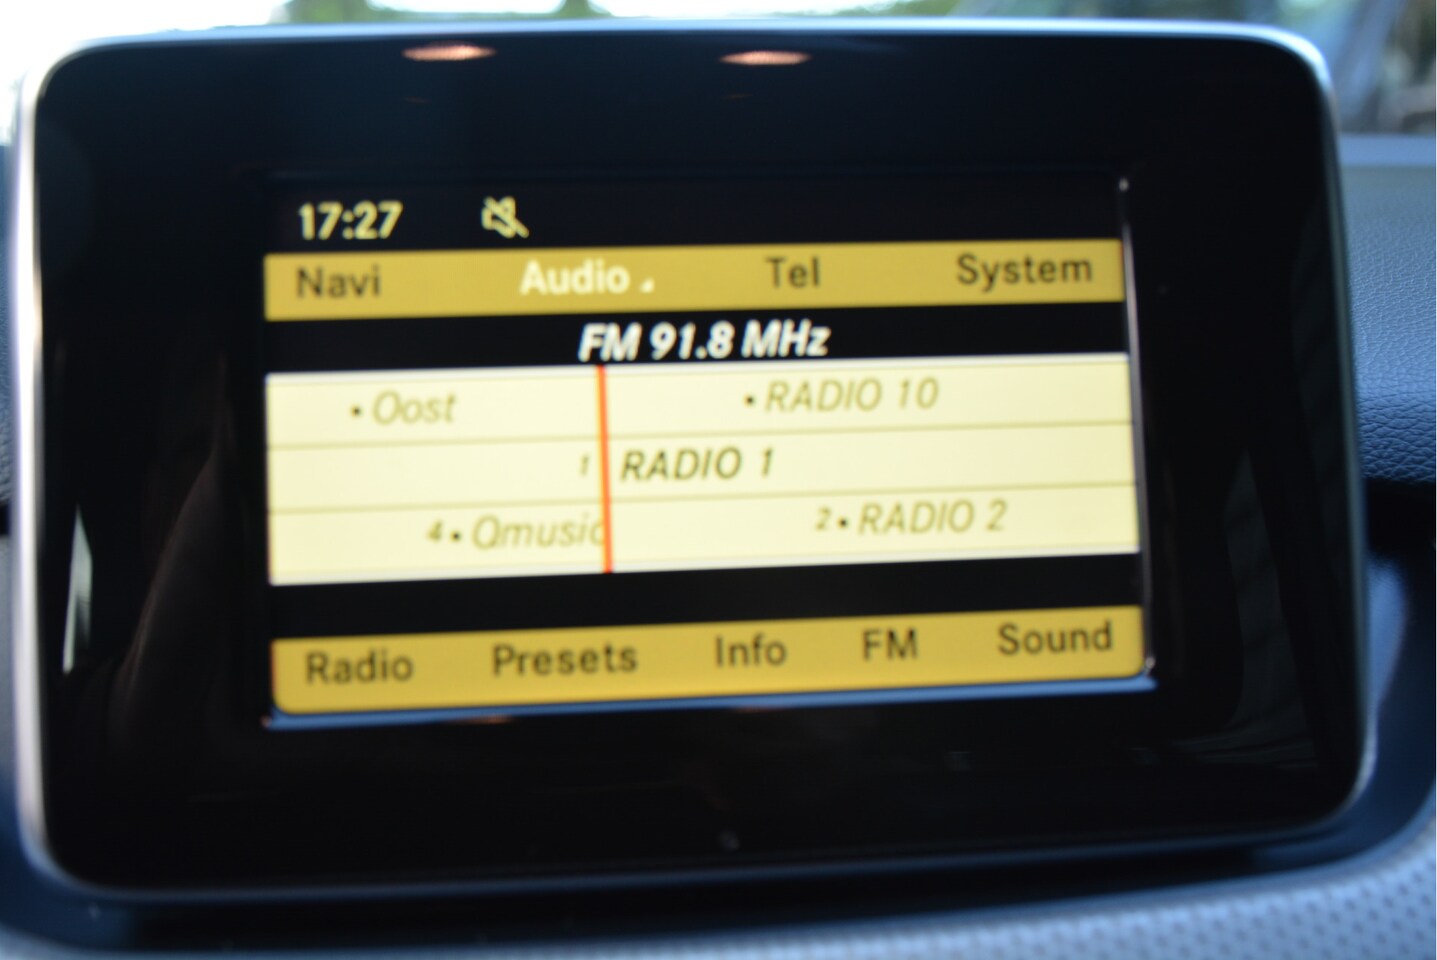 17:27
Navi Audio Tel System
FM 91.8 MHz
• Oost • RADIO 10
1 RADIO 1
4 • Qmusic 2 • RADIO 2
Radio Presets Info FM Sound